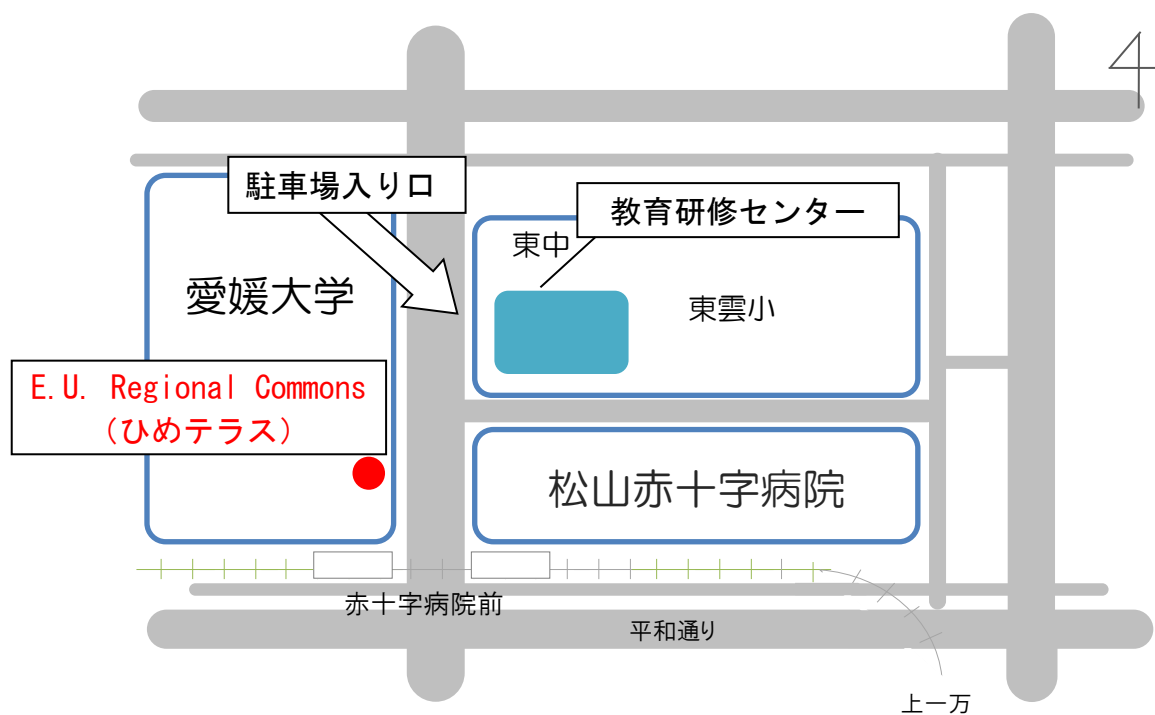 駐車場入り口
教育研修センター
東中
愛媛大学
東雲小
E.U. Regional Commons
(ひめテラス)
松山赤十字病院
赤十字病院前
平和通り
上一万